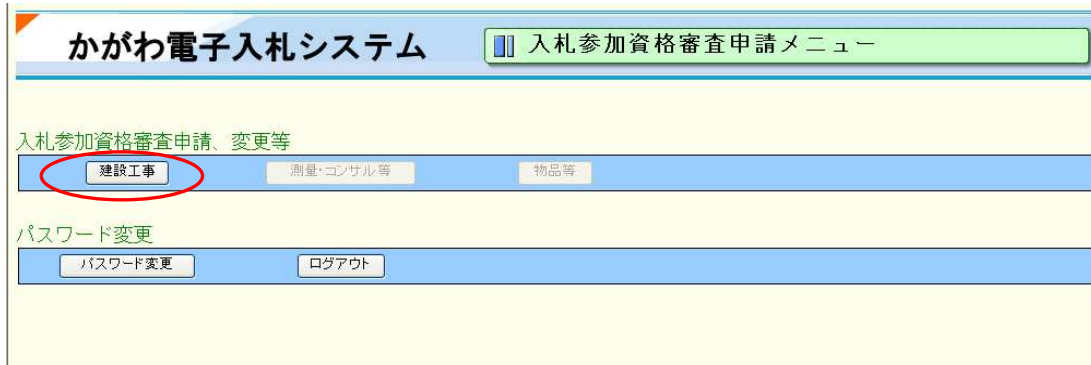 かがわ電子入札システム 入札参加資格審査申請メニュー
入札参加資格審査申請、変更等
建設工事 測量･コンサル等 物品等
パスワード変更
パスワード変更 ログアウト